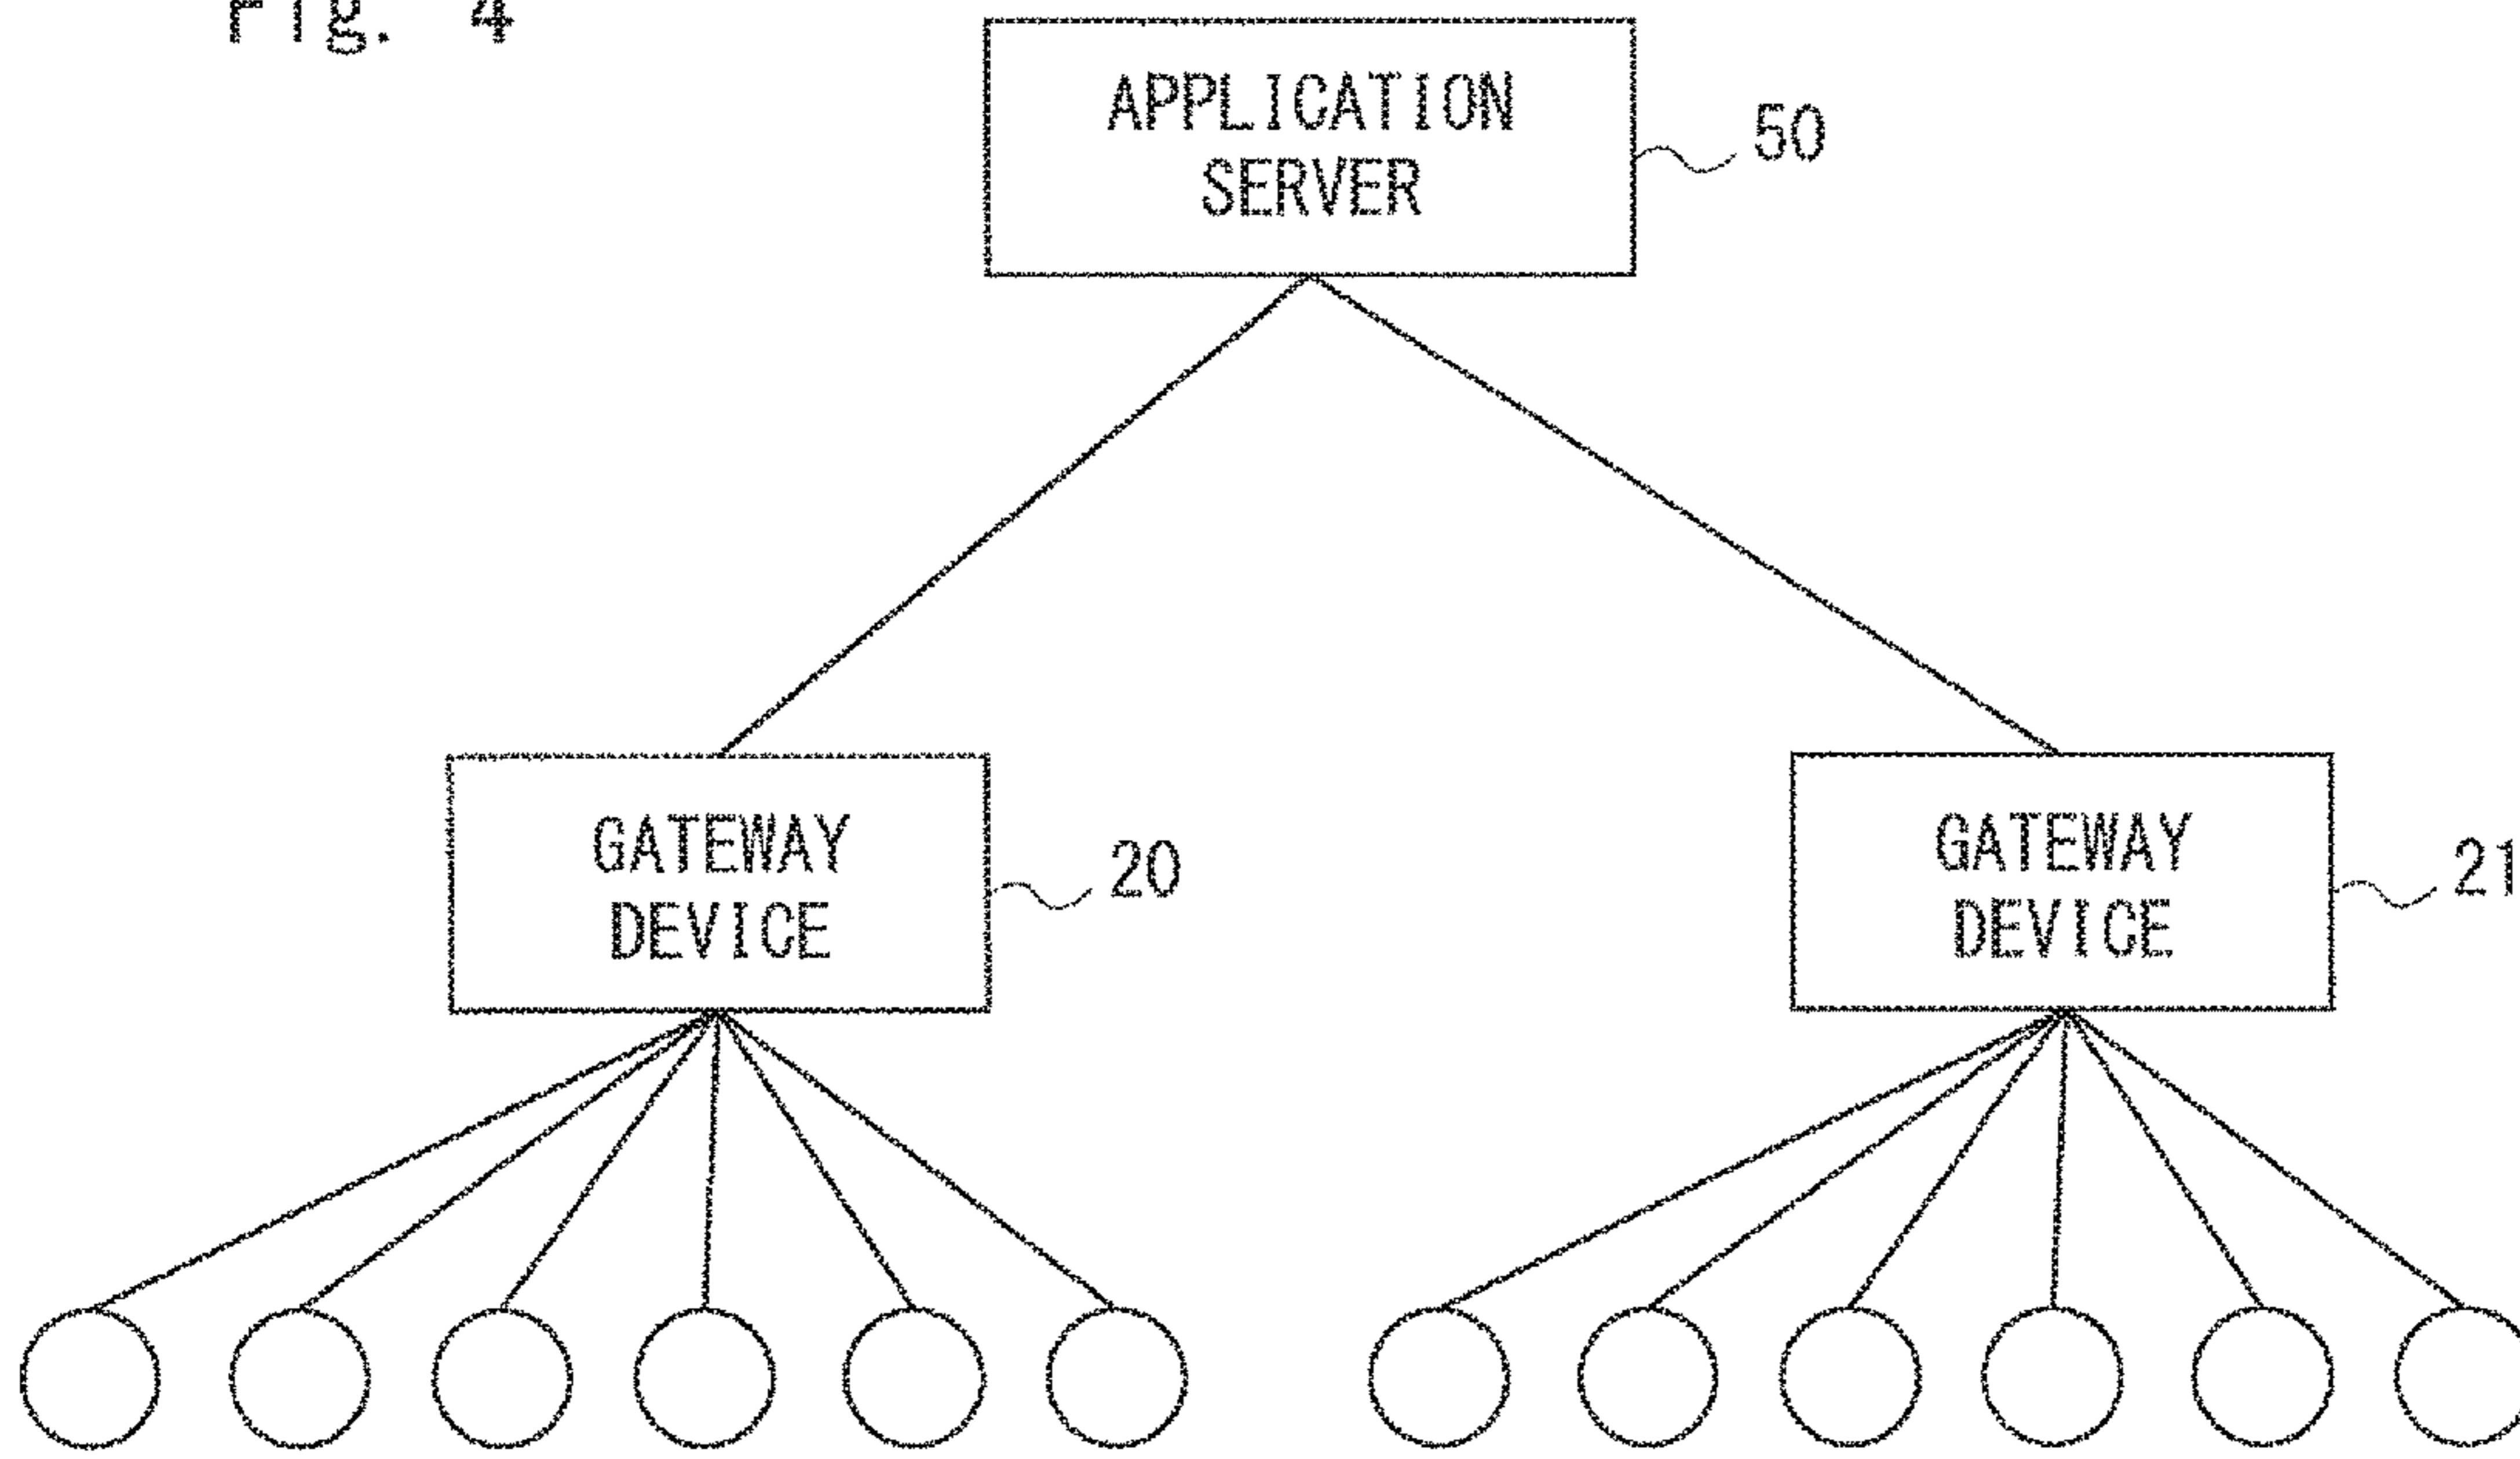 Fig. 4
APPLICATION
SERVER
50
GATEWAY
DEVICE
20
GATEWAY
DEVICE
21